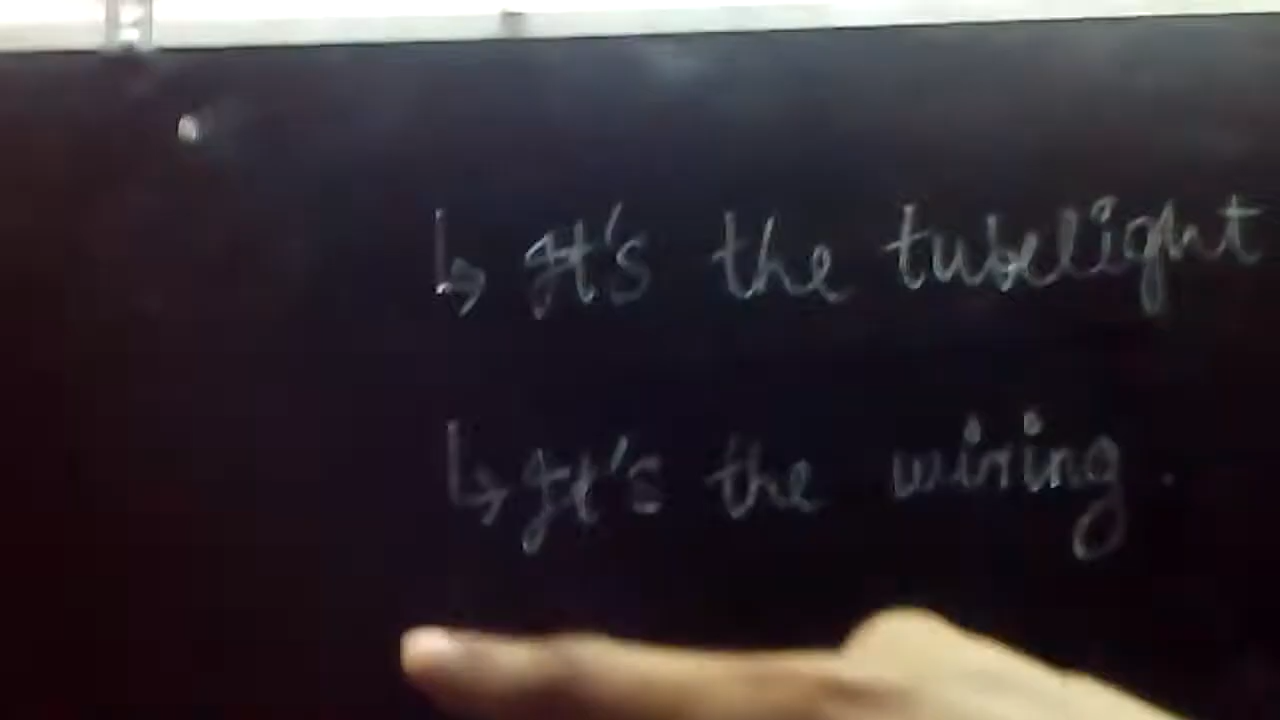 ↳ It's the tubelight
↳ It's the wiring.